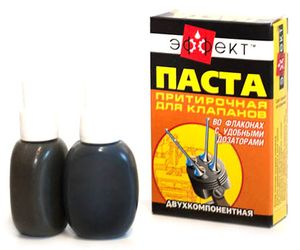 ЭФФЕКТ™
ПАСТА
ПРИТИРОЧНАЯ
ДЛЯ КЛАПАНОВ
ВО ФЛАКОНАХ
С УДОБНЫМИ
ДОЗАТОРАМИ
ДВУХКОМПОНЕНТНАЯ